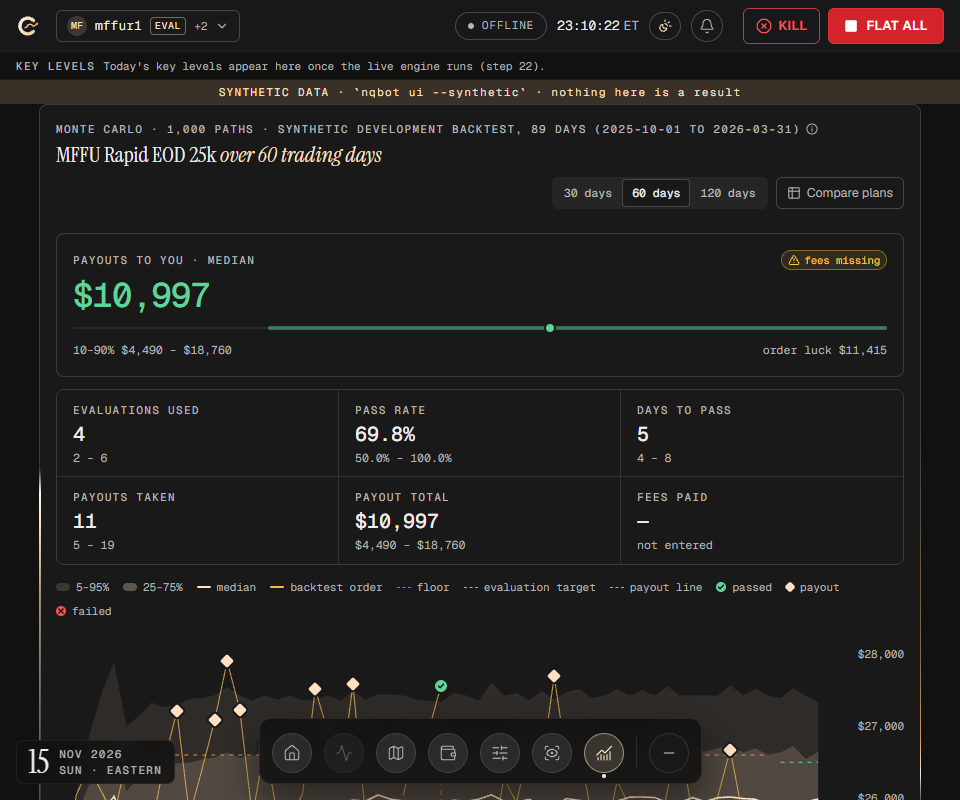 MF mffur1 EVAL +2
OFFLINE 23:10:22 ET KILL FLAT ALL
KEY LEVELS Today's key levels appear here once the live engine runs (step 22).
SYNTHETIC DATA · `nqbot ui --synthetic` · nothing here is a result
MONTE CARLO · 1,000 PATHS · SYNTHETIC DEVELOPMENT BACKTEST, 89 DAYS (2025-10-01 TO 2026-03-31)
MFFU Rapid EOD 25k over 60 trading days
30 days 60 days 120 days Compare plans
PAYOUTS TO YOU · MEDIAN fees missing
$10,997
10–90% $4,490 – $18,760 order luck $11,415
EVALUATIONS USED PASS RATE DAYS TO PASS
4 69.8% 5
2 – 6 50.0% – 100.0% 4 – 8
PAYOUTS TAKEN PAYOUT TOTAL FEES PAID
11 $10,997 —
5 – 19 $4,490 – $18,760 not entered
5–95% 25–75% median backtest order floor evaluation target payout line passed payout
failed
$28,000
$27,000
15 NOV 2026
SUN · EASTERN
$26,000